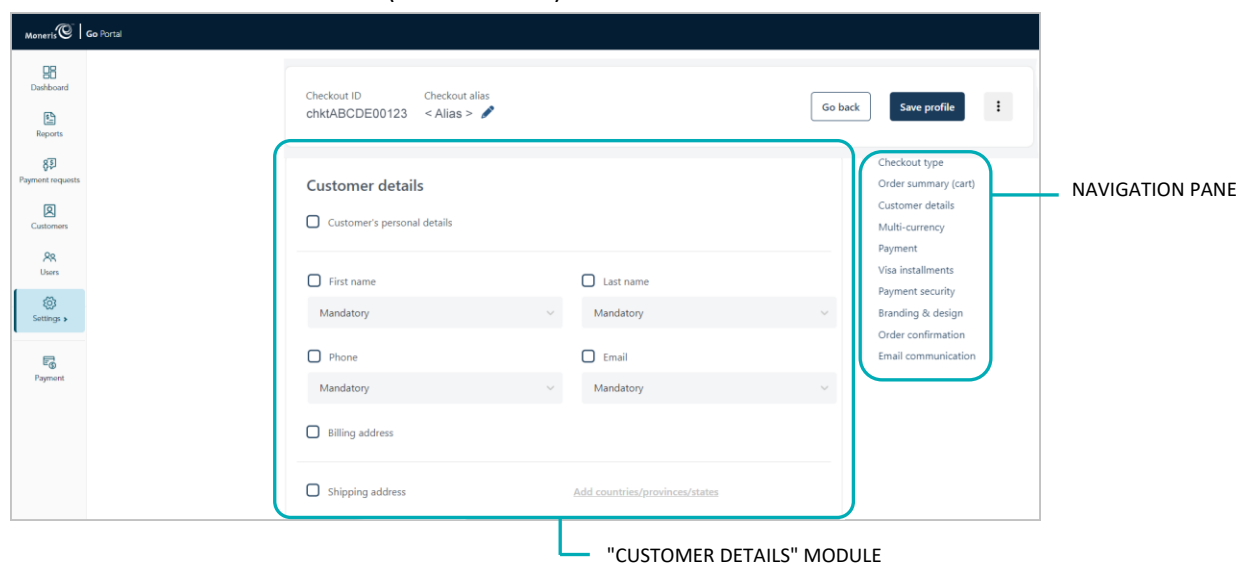 Moneris Go Portal
Dashboard
Reports
Payment requests
Customers
Users
Settings >
Payment
Checkout ID Checkout alias
chktABCDE00123 < Alias >
Go back Save profile
Customer details
Customer's personal details
First name Last name
Mandatory Mandatory
Phone Email
Mandatory Mandatory
Billing address
Shipping address Add countries/provinces/states
Checkout type
Order summary (cart)
Customer details
Multi-currency
Payment
Visa installments
Payment security
Branding & design
Order confirmation
Email communication
NAVIGATION PANE
"CUSTOMER DETAILS" MODULE